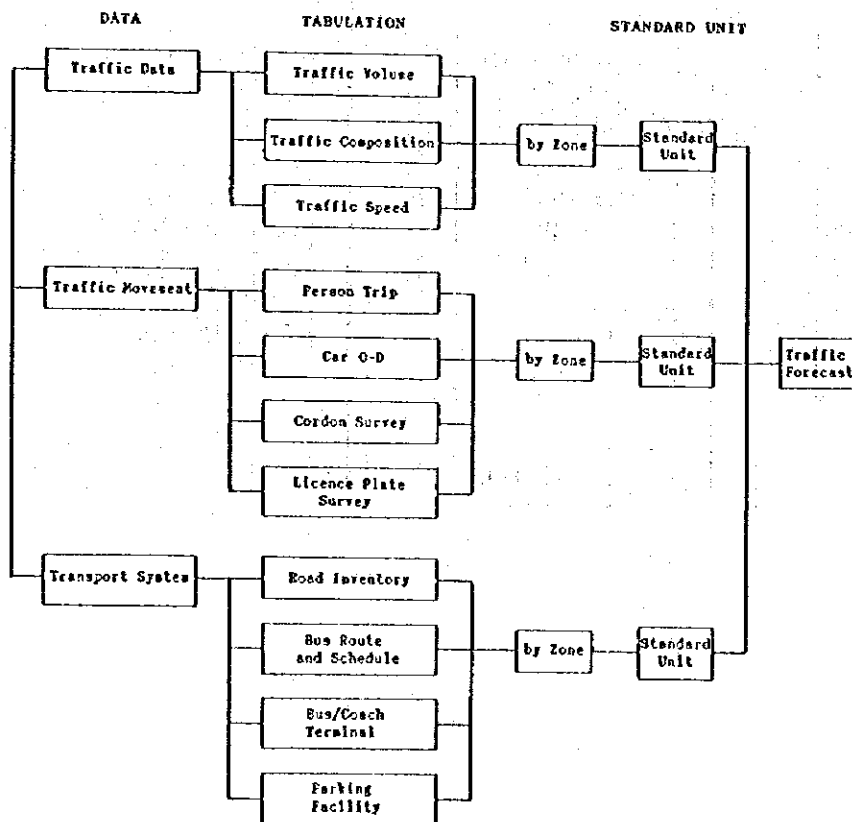 DATA
TABULATION
STANDARD UNIT
Traffic Data
Traffic Volume
Traffic Composition
by Zone
Standard
Unit
Traffic Speed
Traffic Movement
Person Trip
Car O-D
by Zone
Standard
Unit
Traffic
Forecast
Cordon Survey
Licence Plate
Survey
Transport System
Road Inventory
Bus Route
and Schedule
by Zone
Standard
Unit
Bus/Coach
Terminal
Parking
Facility